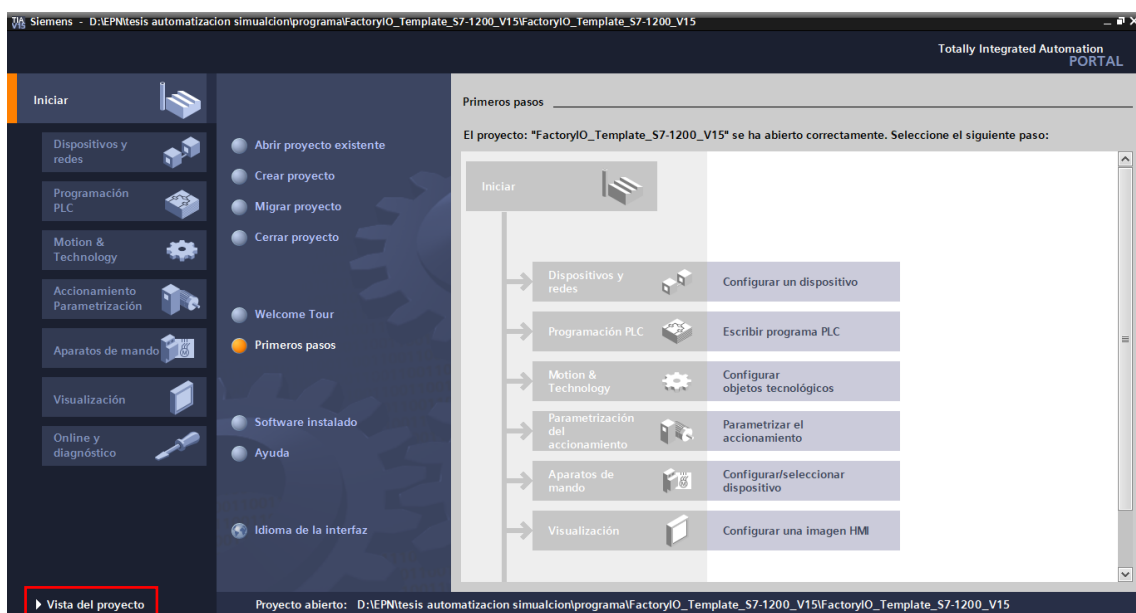 TIA V15 Siemens - D:\EPN\tesis automatizacion simualcion\programa\FactoryIO_Template_S7-1200_V15\FactoryIO_Template_S7-1200_V15
Totally Integrated Automation
PORTAL
Iniciar
Dispositivos y
redes
Programación
PLC
Motion &
Technology
Accionamiento
Parametrización
Aparatos de mando
Visualización
Online y
diagnóstico
Abrir proyecto existente
Crear proyecto
Migrar proyecto
Cerrar proyecto
Welcome Tour
Primeros pasos
Software instalado
Ayuda
Idioma de la interfaz
Primeros pasos
El proyecto: "FactoryIO_Template_S7-1200_V15" se ha abierto correctamente. Seleccione el siguiente paso:
Iniciar
Dispositivos y
redes
Configurar un dispositivo
Programación PLC
Escribir programa PLC
Motion &
Technology
Configurar
objetos tecnológicos
Parametrización
del
accionamiento
Parametrizar el
accionamiento
Aparatos de
mando
Configurar/seleccionar
dispositivo
Visualización
Configurar una imagen HMI
Vista del proyecto
Proyecto abierto: D:\EPN\tesis automatizacion simualcion\programa\FactoryIO_Template_S7-1200_V15\FactoryIO_Template_S7-1200_V15